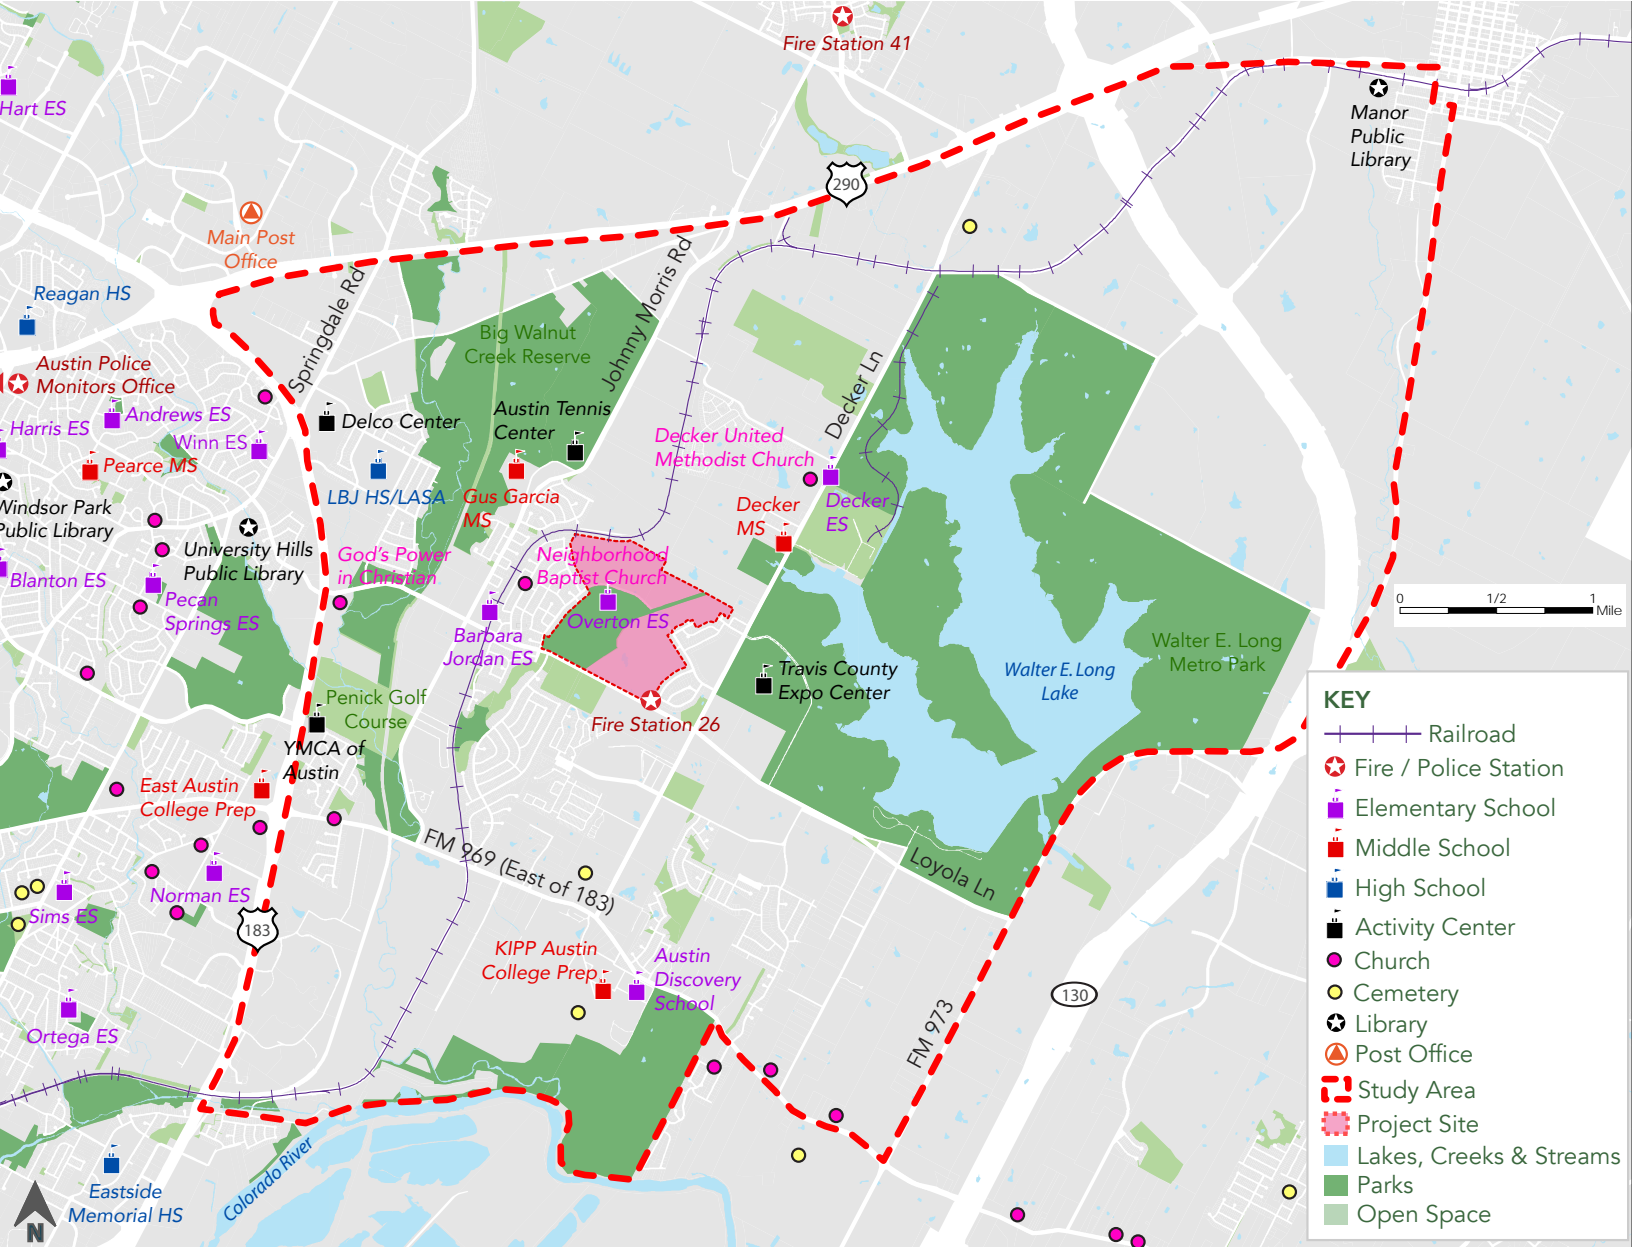 Fire Station 41
Hart ES
Manor
Public
Library
290
Main Post
Office
Reagan HS
Springdale Rd
Johnny Morris Rd
Big Walnut
Creek Reserve
Decker Ln
Austin Police
Monitors Office
Andrews ES
Harris ES
Winn ES
Pearce MS
Delco Center
Austin Tennis
Center
Decker United
Methodist Church
LBJ HS/LASA
Gus Garcia
MS
Decker
MS
Decker
ES
Windsor Park
Public Library
University Hills
Public Library
God's Power
in Christian
Neighborhood
Baptist Church
Blanton ES
Pecan
Springs ES
Overton ES
Barbara
Jordan ES
0
1/2
1
Mile
Walter E. Long
Metro Park
Walter E. Long
Lake
Travis County
Expo Center
Penick Golf
Course
Fire Station 26
YMCA of
Austin
East Austin
College Prep
FM 969 (East of 183)
Loyola Ln
Norman ES
Sims ES
183
KIPP Austin
College Prep
Austin
Discovery
School
130
FM 973
Ortega ES
Colorado River
Eastside
Memorial HS
N
KEY
Railroad
Fire / Police Station
Elementary School
Middle School
High School
Activity Center
Church
Cemetery
Library
Post Office
Study Area
Project Site
Lakes, Creeks & Streams
Parks
Open Space